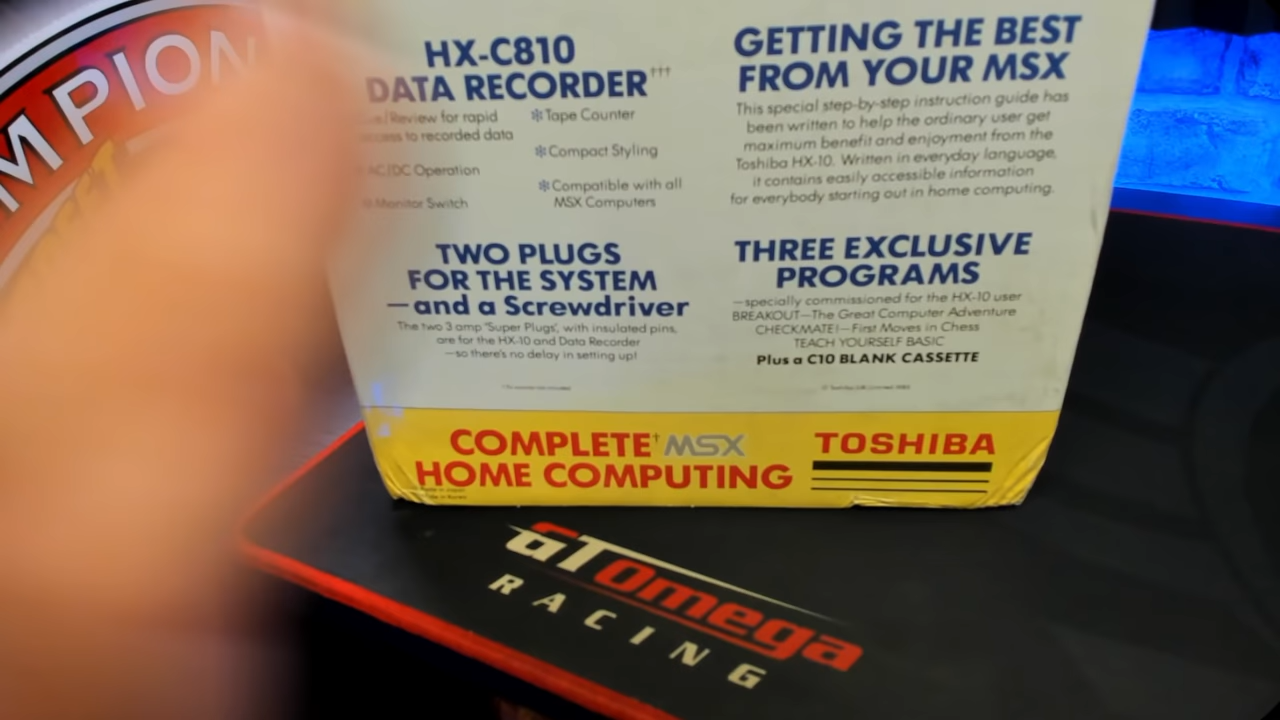 MPION
HX-C810
DATA RECORDER†††
/Review for rapid
access to recorded data
AC/DC Operation
Monitor Switch
✻Tape Counter
✻Compact Styling
✻Compatible with all
MSX Computers
TWO PLUGS
FOR THE SYSTEM
—and a Screwdriver
The two 3 amp 'Super Plugs', with insulated pins,
are for the HX-10 and Data Recorder
—so there's no delay in setting up!
GETTING THE BEST
FROM YOUR MSX
This special step-by-step instruction guide has
been written to help the ordinary user get
maximum benefit and enjoyment from the
Toshiba HX-10. Written in everyday language,
it contains easily accessible information
for everybody starting out in home computing.
THREE EXCLUSIVE
PROGRAMS
—specially commissioned for the HX-10 user
BREAKOUT—The Great Computer Adventure
CHECKMATE!—First Moves in Chess
TEACH YOURSELF BASIC
Plus a C10 BLANK CASSETTE
COMPLETE† MSX
HOME COMPUTING
TOSHIBA
GT Omega
RACING